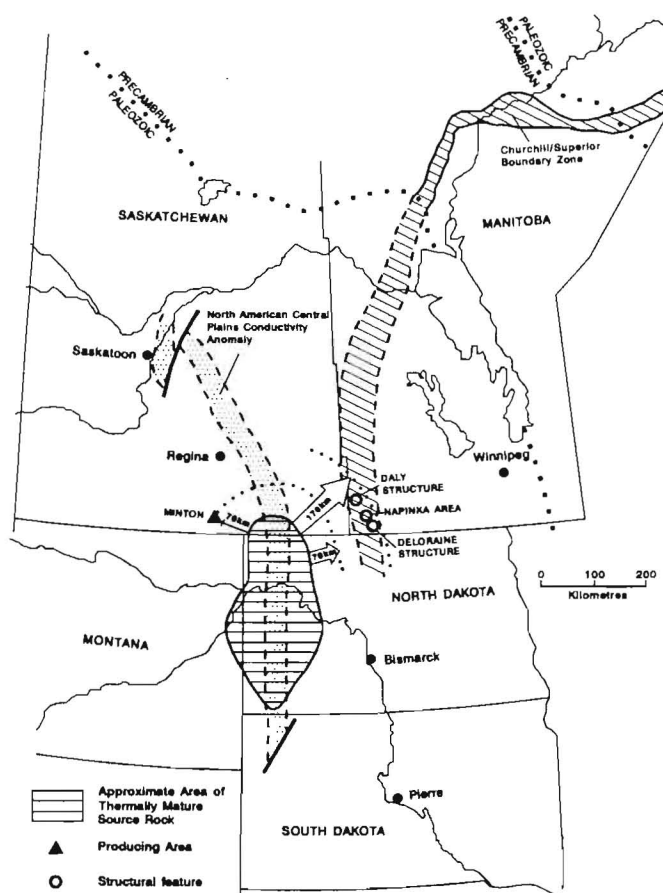 PRECAMBRIAN
PALEOZOIC
PALEOZOIC
PRECAMBRIAN
Churchill/Superior
Boundary Zone
SASKATCHEWAN
MANITOBA
North American Central
Plains Conductivity
Anomaly
Saskatoon
Regina
Winnipeg
DALY
STRUCTURE
MINTON
70km
170km
NAPINKA AREA
DELORAINE
STRUCTURE
70km
0 100 200
Kilometres
NORTH DAKOTA
MONTANA
Bismarck
Approximate Area of
Thermally Mature
Source Rock
Pierre
Producing Area
SOUTH DAKOTA
Structural feature